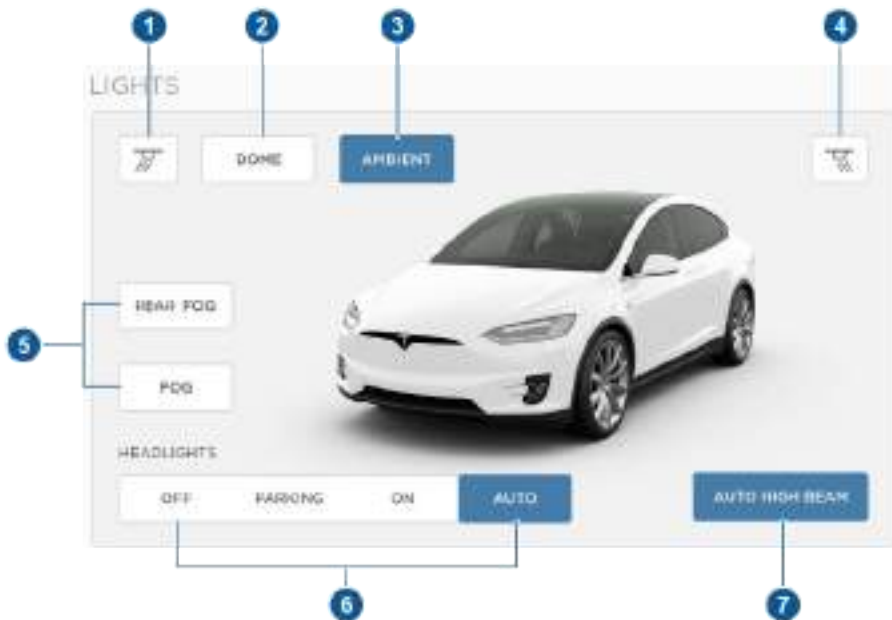 1 2 3 4
LIGHTS
DOME AMBIENT
REAR FOG
5
FOG
HEADLIGHTS
OFF PARKING ON AUTO AUTO HIGH BEAM
6 7